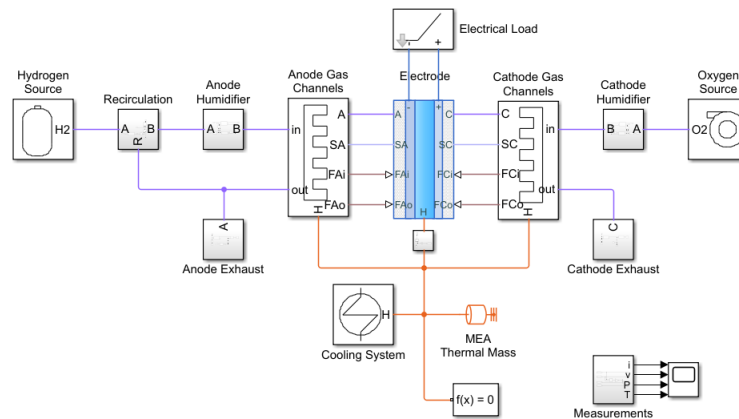 Electrical Load
-
+
Hydrogen
Source
H2
Recirculation
A
B
R
Anode
Humidifier
A
B
Anode Gas
Channels
in
out
A
SA
FAi
FAo
H
Electrode
-
+
A
SA
FAi
FAo
C
SC
FCi
FCo
H
Cathode Gas
Channels
C
SC
FCi
FCo
in
out
H
Cathode
Humidifier
B
A
Oxygen
Source
O2
A
Anode Exhaust
C
Cathode Exhaust
H
Cooling System
MEA
Thermal Mass
f(x) = 0
i
v
P
T
Measurements